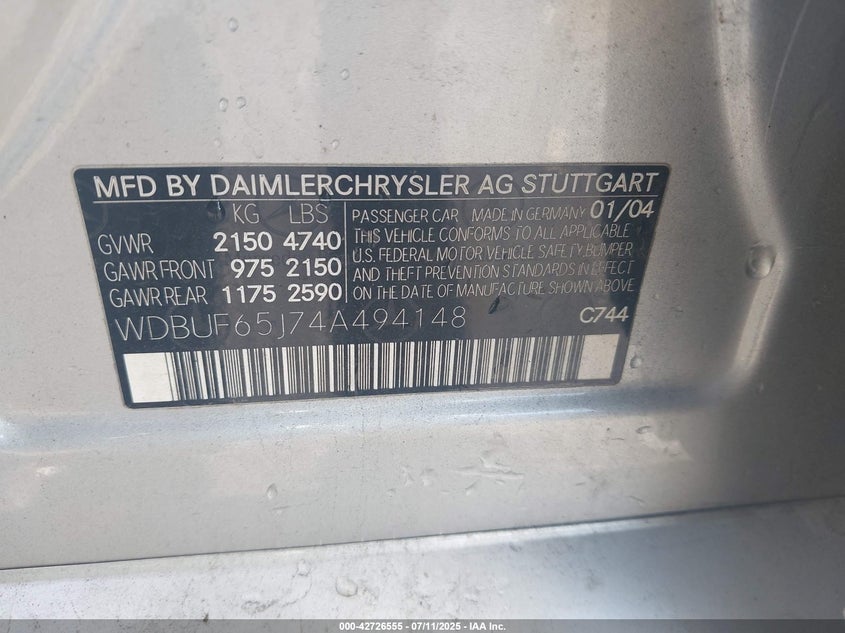 MFD BY DAIMLERCHRYSLER AG STUTTGART
KG LBS
GVWR 2150 4740
GAWR FRONT 975 2150
GAWR REAR 1175 2590
PASSENGER CAR MADE IN GERMANY 01/04
THIS VEHICLE CONFORMS TO ALL APPLICABLE
U.S. FEDERAL MOTOR VEHICLE SAFETY, BUMPER
AND THEFT PREVENTION STANDARDS IN EFFECT
ON THE DATE OF MANUFACTURE SHOWN ABOVE
WDBUF65J74A494148 C744
000-42726555 - 07/11/2025 - IAA Inc.